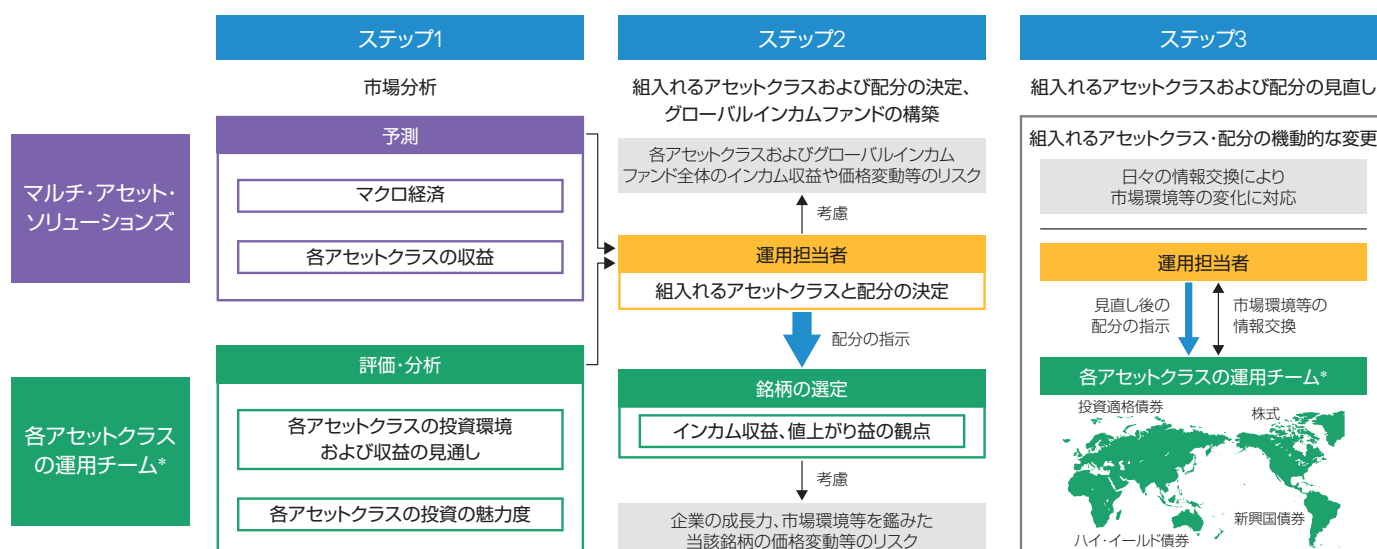 ステップ1
市場分析
マルチ・アセット・
ソリューションズ
予測
マクロ経済
各アセットクラスの収益
各アセットクラス
の運用チーム*
評価・分析
各アセットクラスの投資環境
および収益の見通し
各アセットクラスの投資の魅力度
ステップ2
組入れるアセットクラスおよび配分の決定、
グローバルインカムファンドの構築
各アセットクラスおよびグローバルインカム
ファンド全体のインカム収益や価格変動等のリスク
考慮
運用担当者
組入れるアセットクラスと配分の決定
配分の指示
銘柄の選定
インカム収益、値上がり益の観点
考慮
企業の成長力、市場環境等を鑑みた
当該銘柄の価格変動等のリスク
ステップ3
組入れるアセットクラスおよび配分の見直し
組入れるアセットクラス・配分の機動的な変更
日々の情報交換により
市場環境等の変化に対応
運用担当者
見直し後の
配分の指示
市場環境等の
情報交換
各アセットクラスの運用チーム*
投資適格債券
株式
新興国債券
ハイ・イールド債券